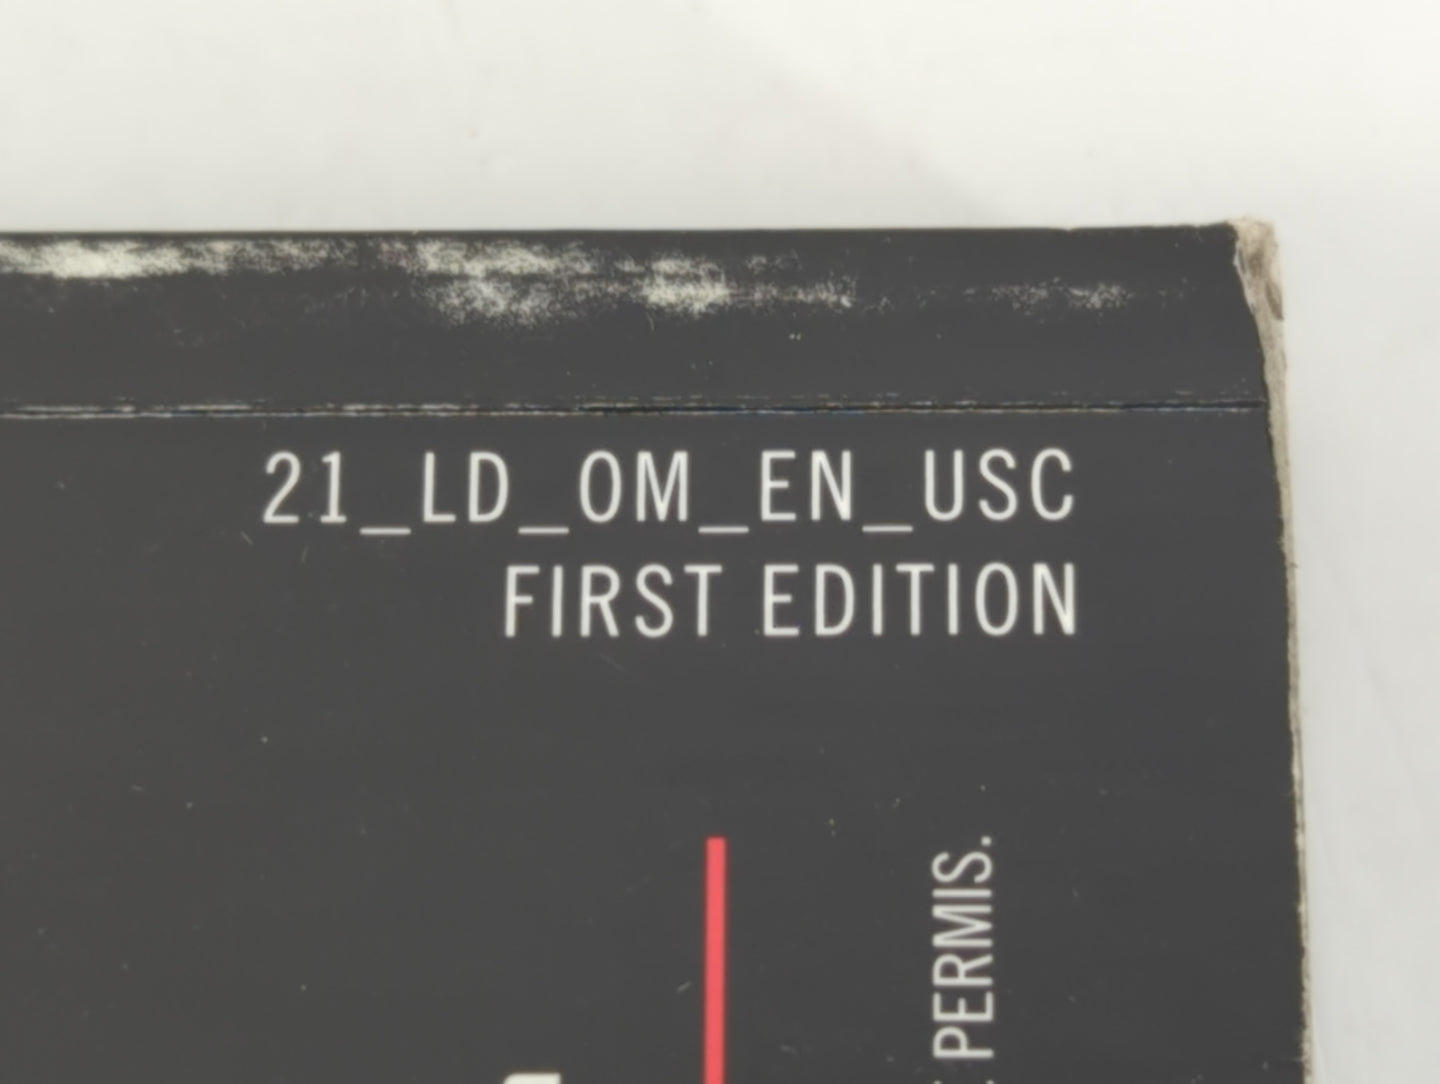 21_LD_OM_EN_USC
FIRST EDITION
PERMIS.